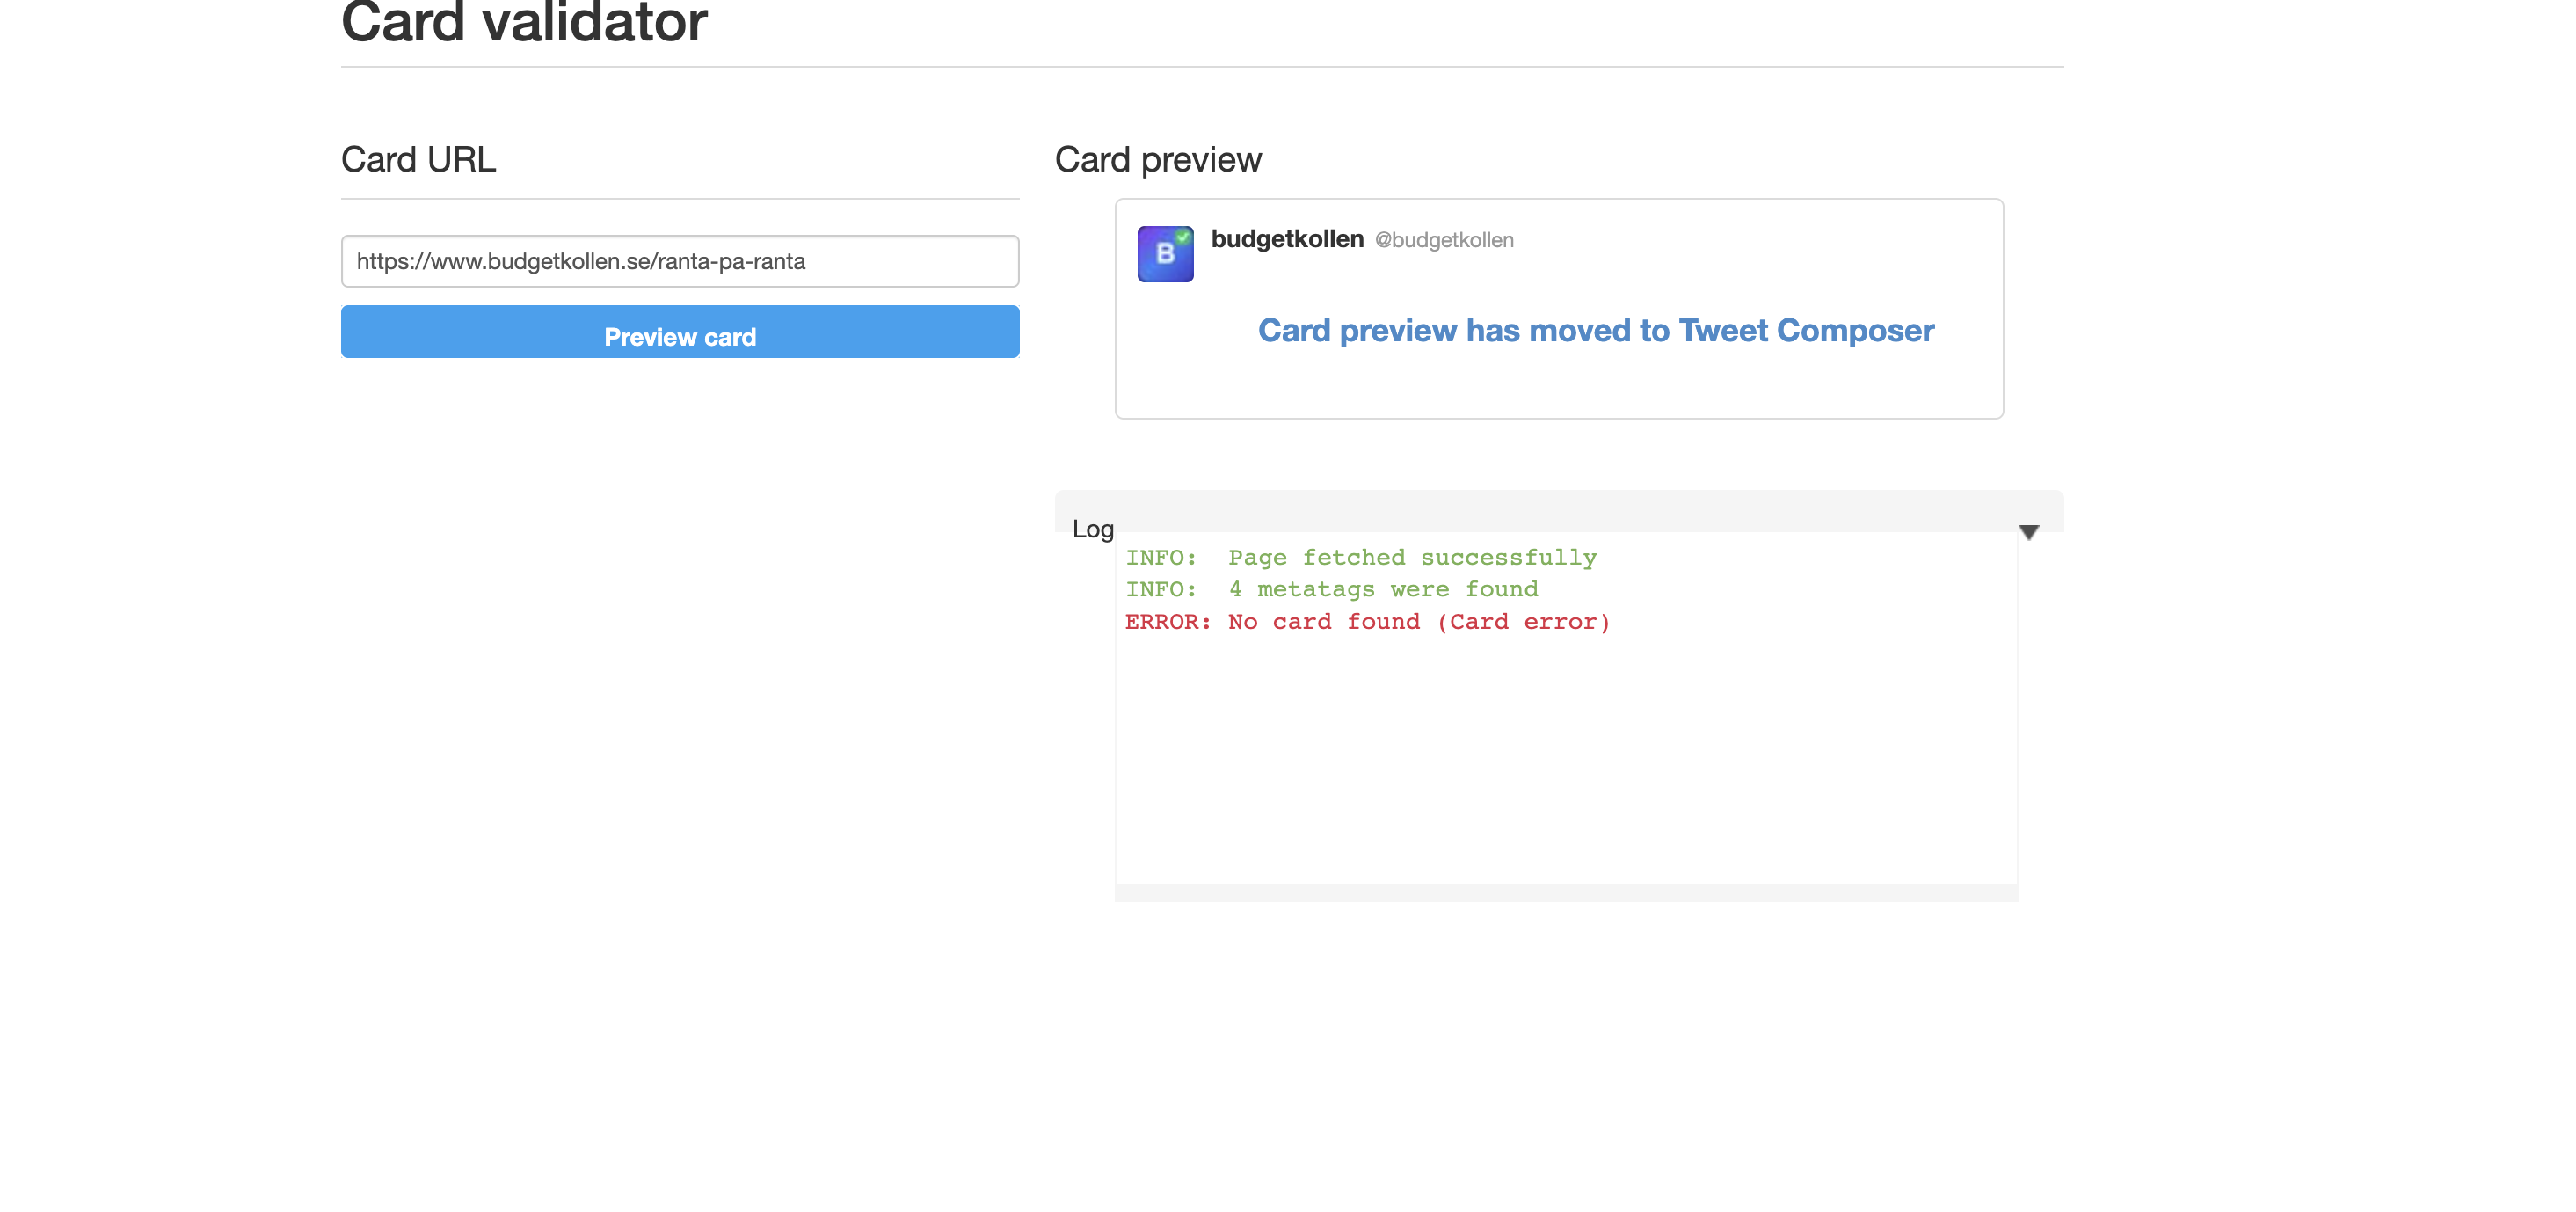 Card validator
Card URL
https://www.budgetkollen.se/ranta-pa-ranta
Preview card
Card preview
B
budgetkollen @budgetkollen
Card preview has moved to Tweet Composer
Log
INFO: Page fetched successfully
INFO: 4 metatags were found
ERROR: No card found (Card error)